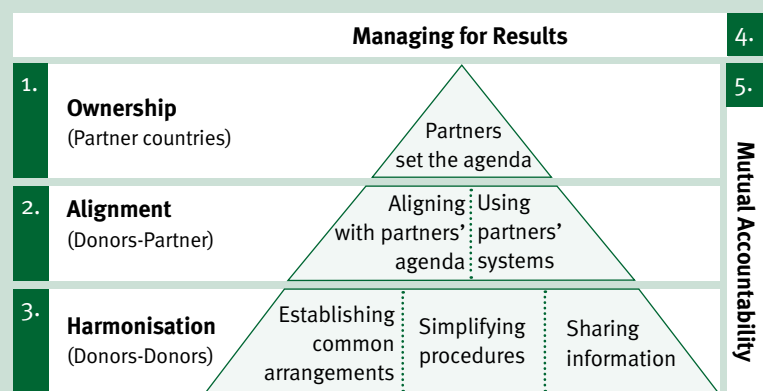 Managing for Results
4.
1.
Ownership
(Partner countries)
Partners
set the agenda
5.
Mutual Accountability
2.
Alignment
(Donors-Partner)
Aligning
with partners’
agenda
Using
partners’
systems
3.
Harmonisation
(Donors-Donors)
Establishing
common
arrangements
Simplifying
procedures
Sharing
information